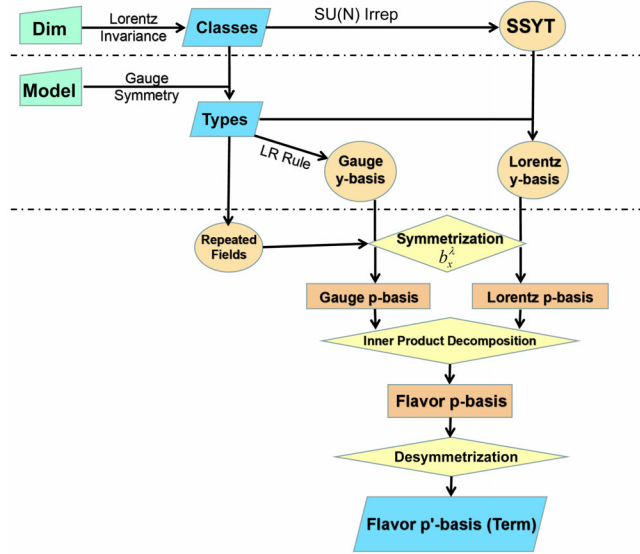 Dim
Lorentz
Invariance
Classes
SU(N) Irrep
SSYT
Model
Gauge
Symmetry
Types
LR Rule
Gauge
y-basis
Lorentz
y-basis
Repeated
Fields
Symmetrization
b_x^λ
Gauge p-basis
Lorentz p-basis
Inner Product Decomposition
Flavor p-basis
Desymmetrization
Flavor p'-basis (Term)